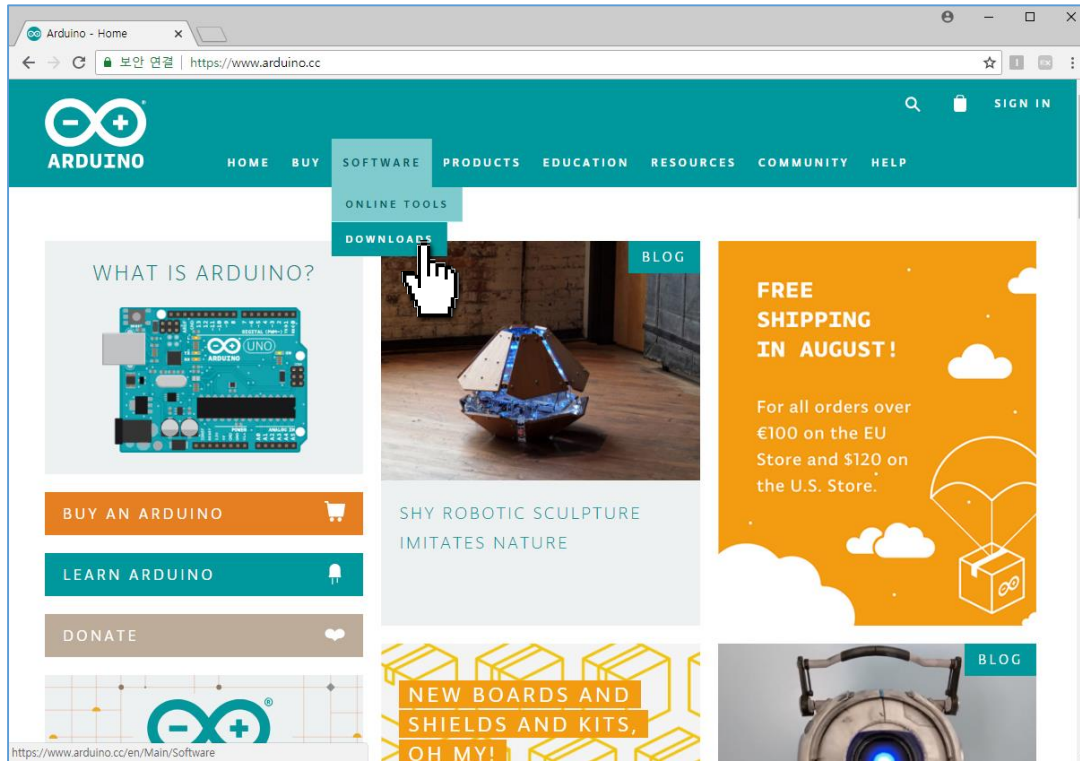 Arduino - Home
보안 연결 | https://www.arduino.cc
SIGN IN
ARDUINO
HOME BUY SOFTWARE PRODUCTS EDUCATION RESOURCES COMMUNITY HELP
ONLINE TOOLS
DOWNLOADS
WHAT IS ARDUINO?
UNO
ARDUINO
BUY AN ARDUINO
LEARN ARDUINO
DONATE
BLOG
SHY ROBOTIC SCULPTURE
IMITATES NATURE
NEW BOARDS AND
SHIELDS AND KITS,
OH MY!
FREE
SHIPPING
IN AUGUST!
For all orders over
€100 on the EU
Store and $120 on
the U.S. Store.
BLOG
https://www.arduino.cc/en/Main/Software